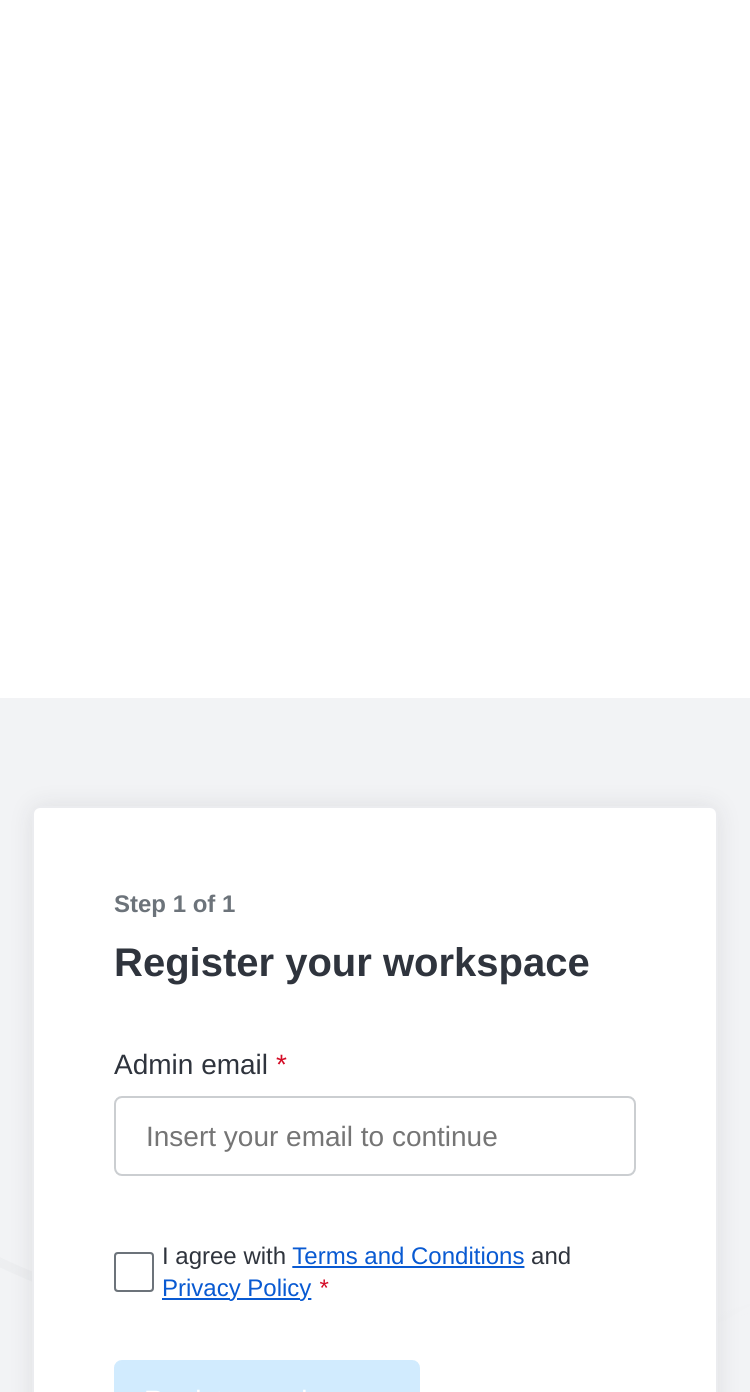 Step 1 of 1
Register your workspace
Admin email *
Insert your email to continue
I agree with Terms and Conditions and
Privacy Policy *